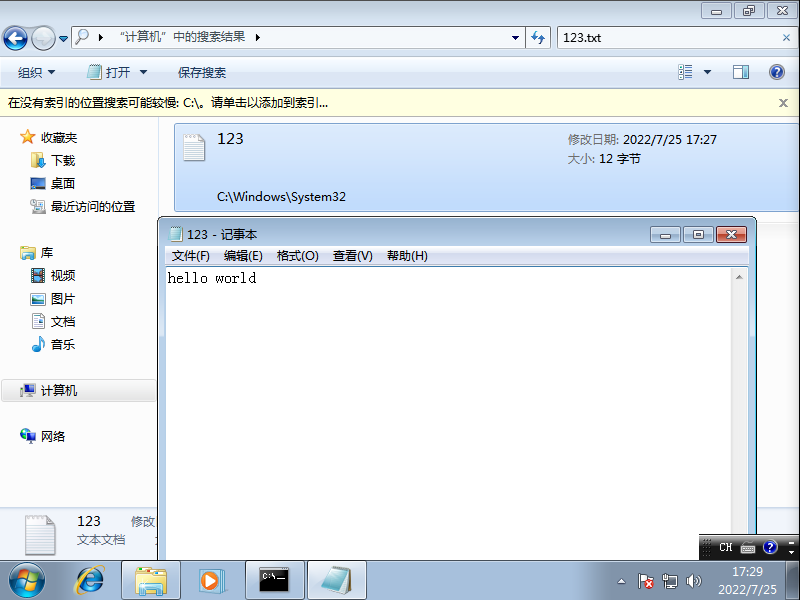 “计算机”中的搜索结果
123.txt
组织
打开
保存搜索
在没有索引的位置搜索可能较慢: C:\。请单击以添加到索引...
收藏夹
下载
桌面
最近访问的位置
库
视频
图片
文档
音乐
计算机
网络
123
修改日期: 2022/7/25 17:27
大小: 12 字节
C:\Windows\System32
123 - 记事本
文件(F) 编辑(E) 格式(O) 查看(V) 帮助(H)
hello world
123 修改
文本文档
CH
C:\
17:29
2022/7/25